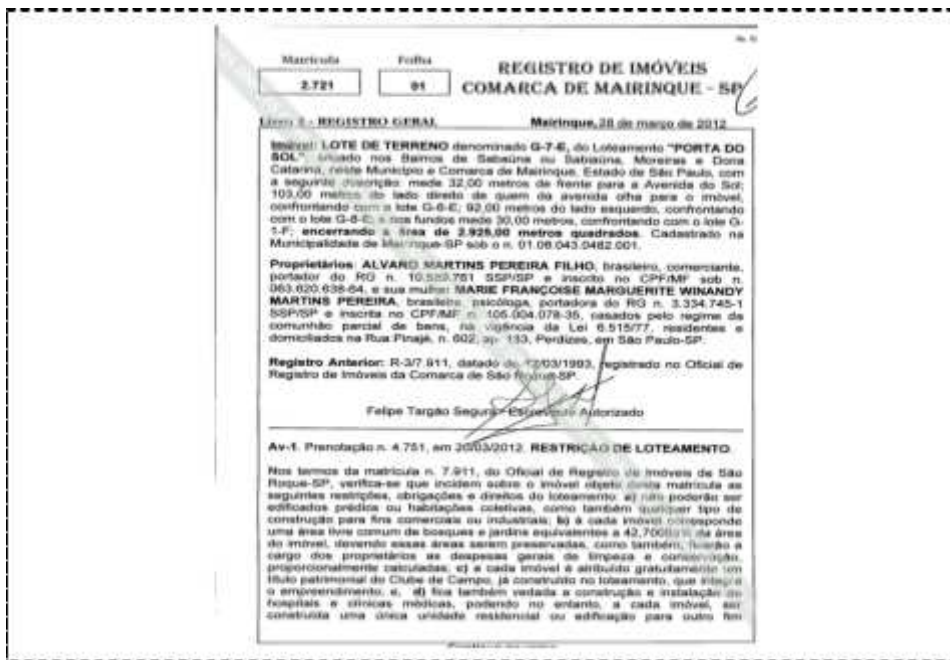 Matrícula
Folha
2.721
01
REGISTRO DE IMÓVEIS
COMARCA DE MAIRINQUE - SP
Livro 2 - REGISTRO GERAL
Mairinque, 28 de março de 2012
Imóvel: LOTE DE TERRENO denominado G-7-E, do Loteamento "PORTA DO
SOL", situado nos Bairros de Sabaúna ou Sabiaúna, Moreiras e Dona
Catarina, neste Município e Comarca de Mairinque, Estado de São Paulo, com
a seguinte descrição: mede 32,00 metros de frente para a Avenida do Sol;
103,00 metros do lado direito de quem da avenida olha para o imóvel,
confrontando com o lote G-6-E; 92,00 metros do lado esquerdo, confrontando
com o lote G-8-E; e nos fundos mede 30,00 metros, confrontando com o lote G-
1-F; encerrando a área de 2.925,00 metros quadrados. Cadastrado na
Municipalidade de Mairinque-SP sob o n. 01.06.043.0482.001.
Proprietários: ALVARO MARTINS PEREIRA FILHO, brasileiro, comerciante,
portador do RG n. SSP/SP e inscrito no CPF/MF sob n.
063.620.638-64, e sua mulher MARIE FRANÇOISE MARGUERITE WINANDY
MARTINS PEREIRA, brasileira, psicóloga, portadora do RG n. 3.334.745-1
SSP/SP e inscrita no CPF/MF n. 105.004.078-35, casados pelo regime da
comunhão parcial de bens, na vigência da Lei 6.515/77, residentes e
domiciliados na Rua Pinajé, n. 602, ap. 133, Perdizes, em São Paulo-SP.
Registro Anterior: R-3/7.911, datado de registrado no Oficial de
Registro de Imóveis da Comarca de São Roque-SP.
Felipe Targão Segura - Escrevente Autorizado
Av-1. Prenotação n. 4.751, em 20/03/2012. RESTRIÇÃO DE LOTEAMENTO.
Nos termos da matrícula n. 7.911, do Oficial de Registro de Imóveis de São
Roque-SP, verifica-se que incidem sobre o imóvel objeto desta matrícula as
seguintes restrições, obrigações e direitos do loteamento: a) não poderão ser
edificados prédios ou habitações coletivas, como também qualquer tipo de
construção para fins comerciais ou industriais; b) à cada imóvel corresponde
uma área livre comum de bosques e jardins equivalentes a da área
do imóvel, devendo essas áreas serem preservadas, como também, ficarão a
cargo dos proprietários as despesas gerais de limpeza e conservação,
proporcionalmente calculadas; c) a cada imóvel é atribuído gratuitamente um
título patrimonial do Clube de Campo, já construído no loteamento, que integra
o empreendimento; e, d) fica também vedada a construção e instalação de
hospitais e clínicas médicas, podendo no entanto, a cada imóvel, ser
construída uma única unidade residencial ou edificação para outro fim